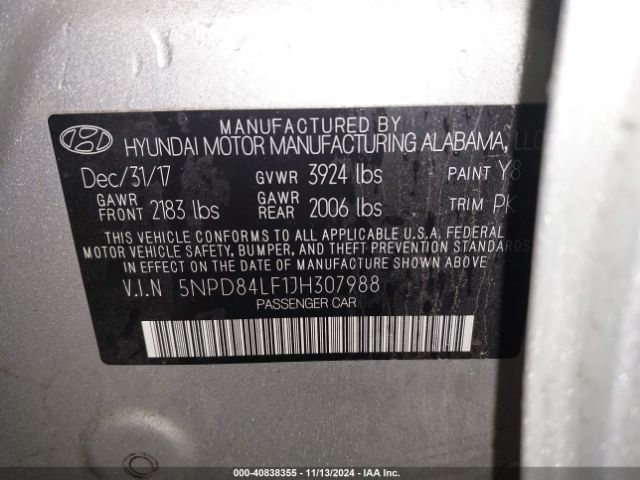 MANUFACTURED BY
HYUNDAI MOTOR MANUFACTURING ALABAMA, LLC
Dec/31/17 GVWR 3924 lbs PAINT Y8
GAWR FRONT 2183 lbs GAWR REAR 2006 lbs TRIM PK
THIS VEHICLE CONFORMS TO ALL APPLICABLE U.S.A. FEDERAL
MOTOR VEHICLE SAFETY, BUMPER, AND THEFT PREVENTION STANDARDS
IN EFFECT ON THE DATE OF MANUFACTURE SHOWN ABOVE.
V.I.N 5NPD84LF1JH307988
PASSENGER CAR
000-40838355 — 11/13/2024 — IAA Inc.